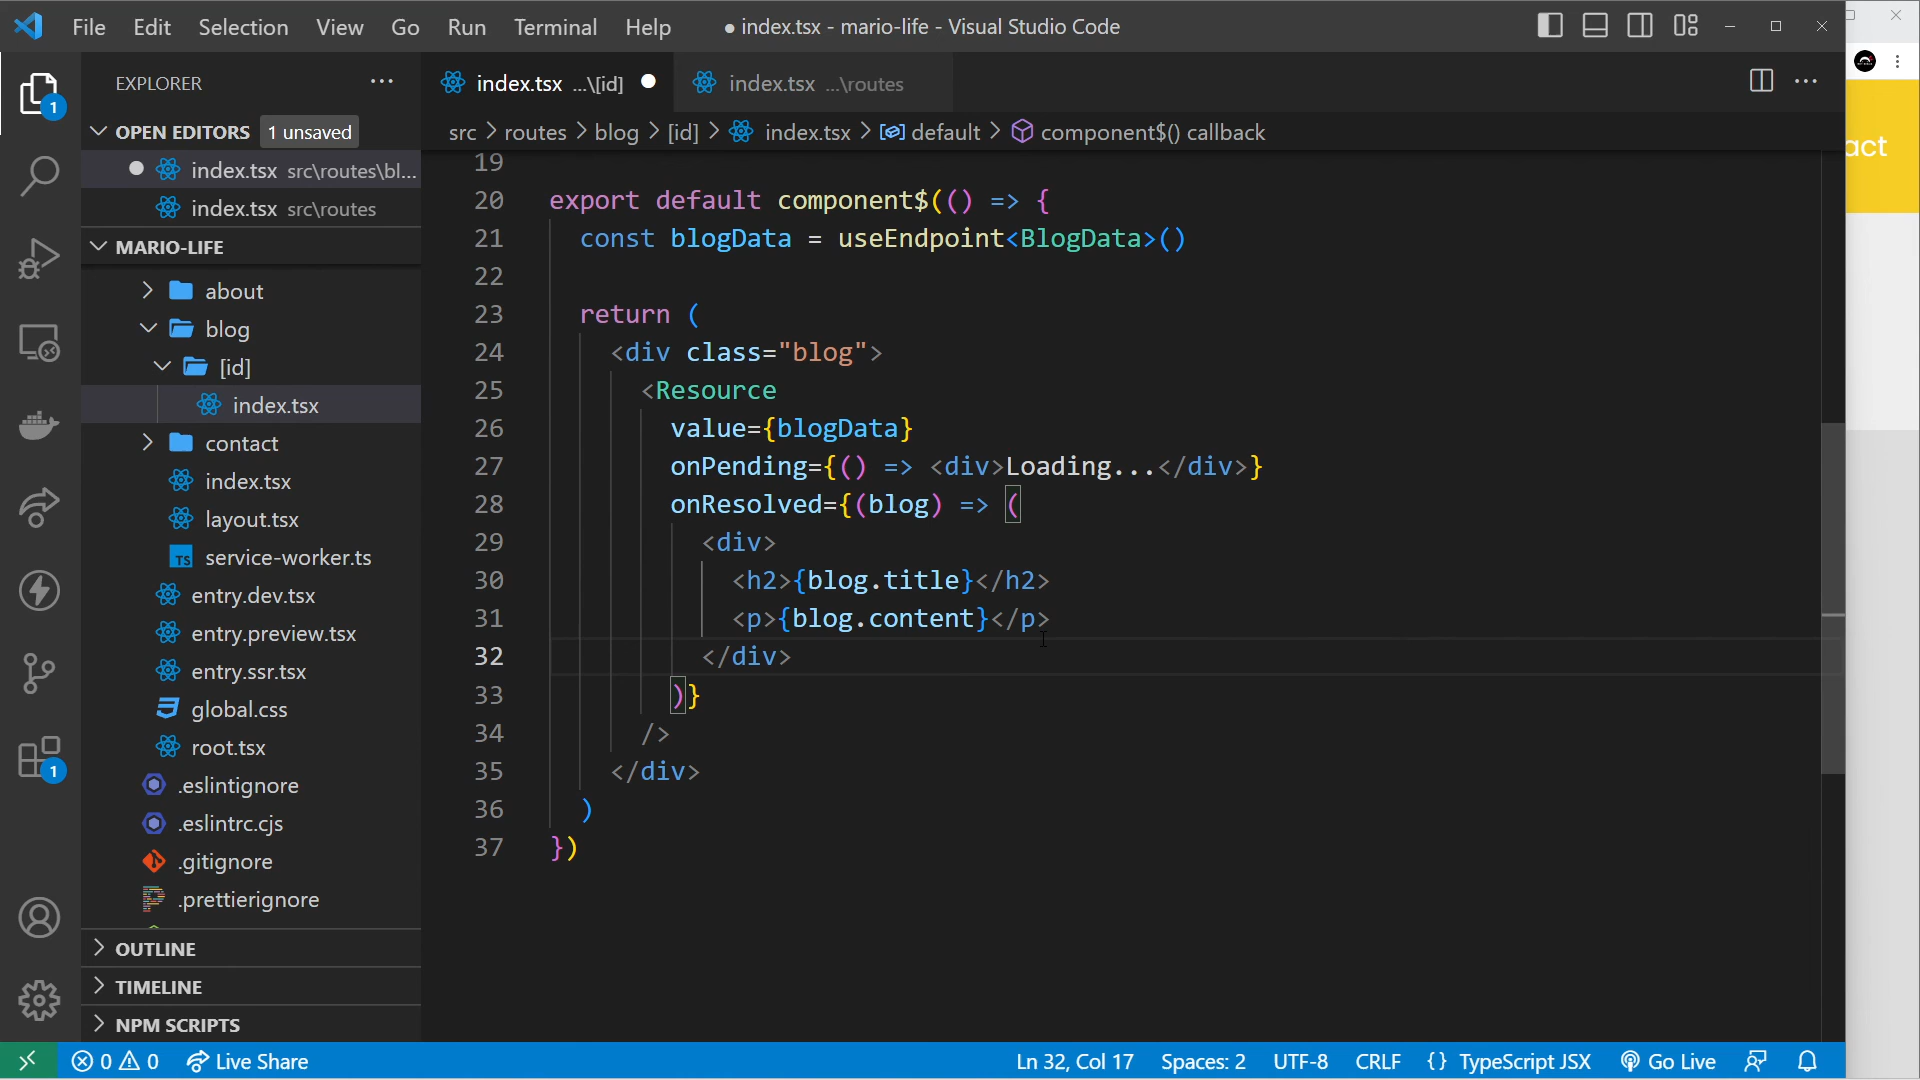 File Edit Selection View Go Run Terminal Help ● index.tsx - mario-life - Visual Studio Code
EXPLORER ...
OPEN EDITORS 1 unsaved
index.tsx src\routes\bl...
index.tsx src\routes
MARIO-LIFE
about
blog
[id]
index.tsx
contact
index.tsx
layout.tsx
TS service-worker.ts
entry.dev.tsx
entry.preview.tsx
entry.ssr.tsx
global.css
root.tsx
.eslintignore
.eslintrc.cjs
.gitignore
.prettierignore
OUTLINE
TIMELINE
NPM SCRIPTS
1
1
index.tsx ...\[id] ● index.tsx ...\routes
src > routes > blog > [id] > index.tsx > default > component$() callback
19
20 export default component$(() => {
21 const blogData = useEndpoint<BlogData>()
22
23 return (
24 <div class="blog">
25 <Resource
26 value={blogData}
27 onPending={() => <div>Loading...</div>}
28 onResolved={(blog) => (
29 <div>
30 <h2>{blog.title}</h2>
31 <p>{blog.content}</p>
32 </div>
33 )}
34 />
35 </div>
36 )
37 })
act
0 0 Live Share Ln 32, Col 17 Spaces: 2 UTF-8 CRLF {} TypeScript JSX Go Live